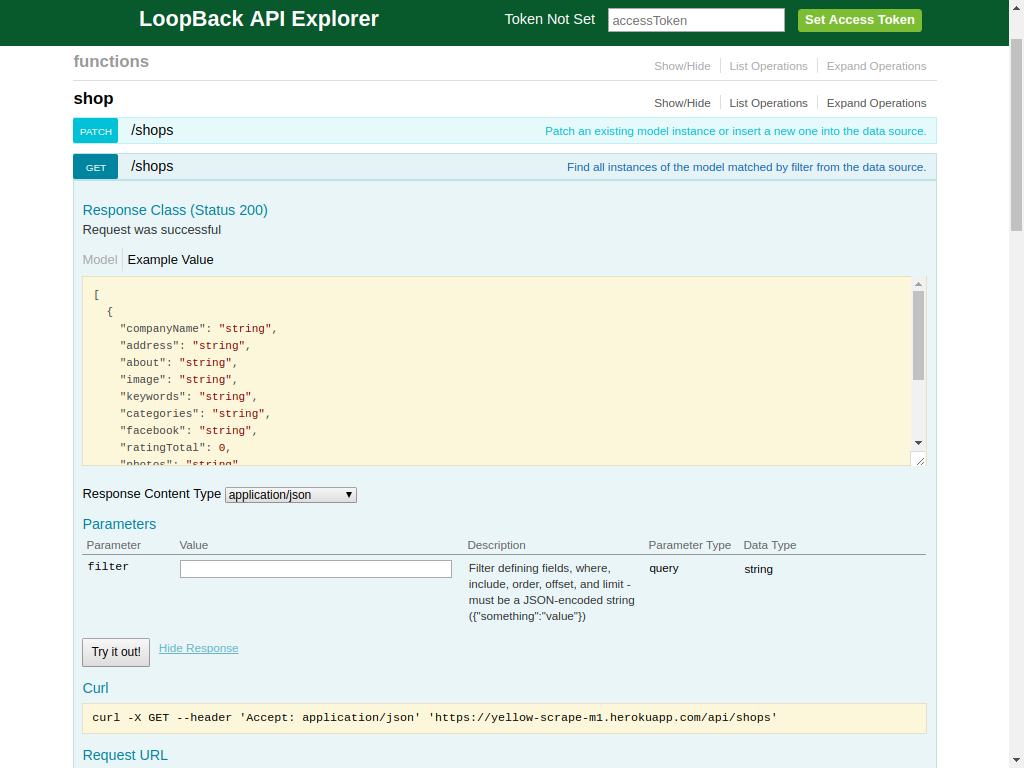 LoopBack API Explorer
Token Not Set
accessToken
Set Access Token
functions
Show/Hide
List Operations
Expand Operations
shop
Show/Hide
List Operations
Expand Operations
PATCH
/shops
Patch an existing model instance or insert a new one into the data source.
GET
/shops
Find all instances of the model matched by filter from the data source.
Response Class (Status 200)
Request was successful
Model
Example Value
[
{
"companyName": "string",
"address": "string",
"about": "string",
"image": "string",
"keywords": "string",
"categories": "string",
"facebook": "string",
"ratingTotal": 0,
"photos": "string"
Response Content Type
application/json
Parameters
Parameter
Value
Description
Parameter Type
Data Type
filter
Filter defining fields, where,
include, order, offset, and limit -
must be a JSON-encoded string
({"something":"value"})
query
string
Try it out!
Hide Response
Curl
curl -X GET --header 'Accept: application/json' 'https://yellow-scrape-m1.herokuapp.com/api/shops'
Request URL